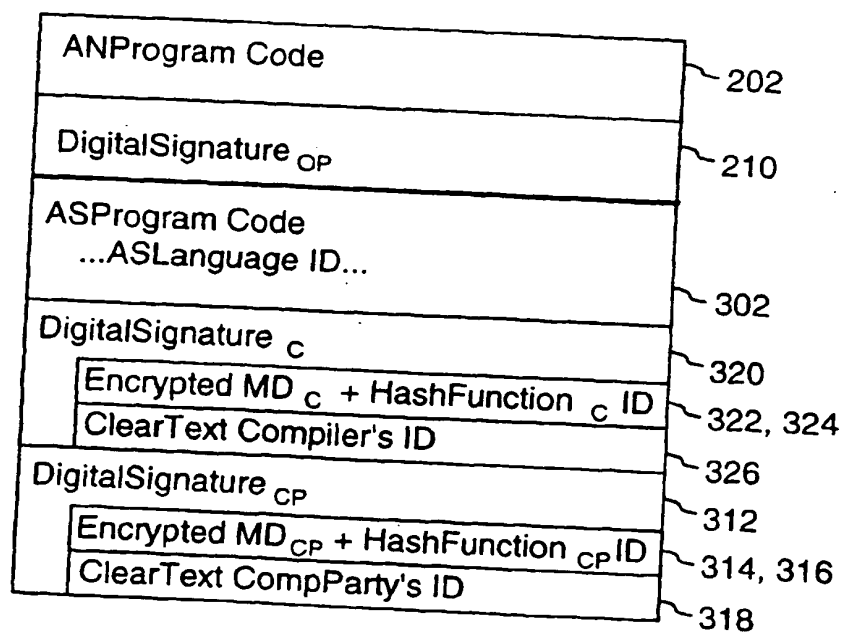 ANProgram Code
202
DigitalSignature OP
210
ASProgram Code
...ASLanguage ID...
302
DigitalSignature C
320
Encrypted MD C + HashFunction C ID
322, 324
ClearText Compiler's ID
326
DigitalSignature CP
312
Encrypted MD CP + HashFunction CP ID
314, 316
ClearText CompParty's ID
318